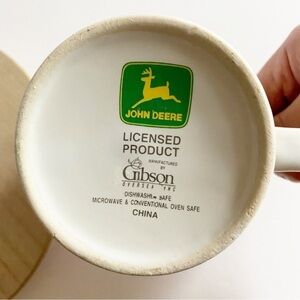 JOHN DEERE
LICENSED
PRODUCT
MANUFACTURED
BY
Gibson
OVERSEAS INC
DISHWASHER SAFE
MICROWAVE & CONVENTIONAL OVEN SAFE
CHINA